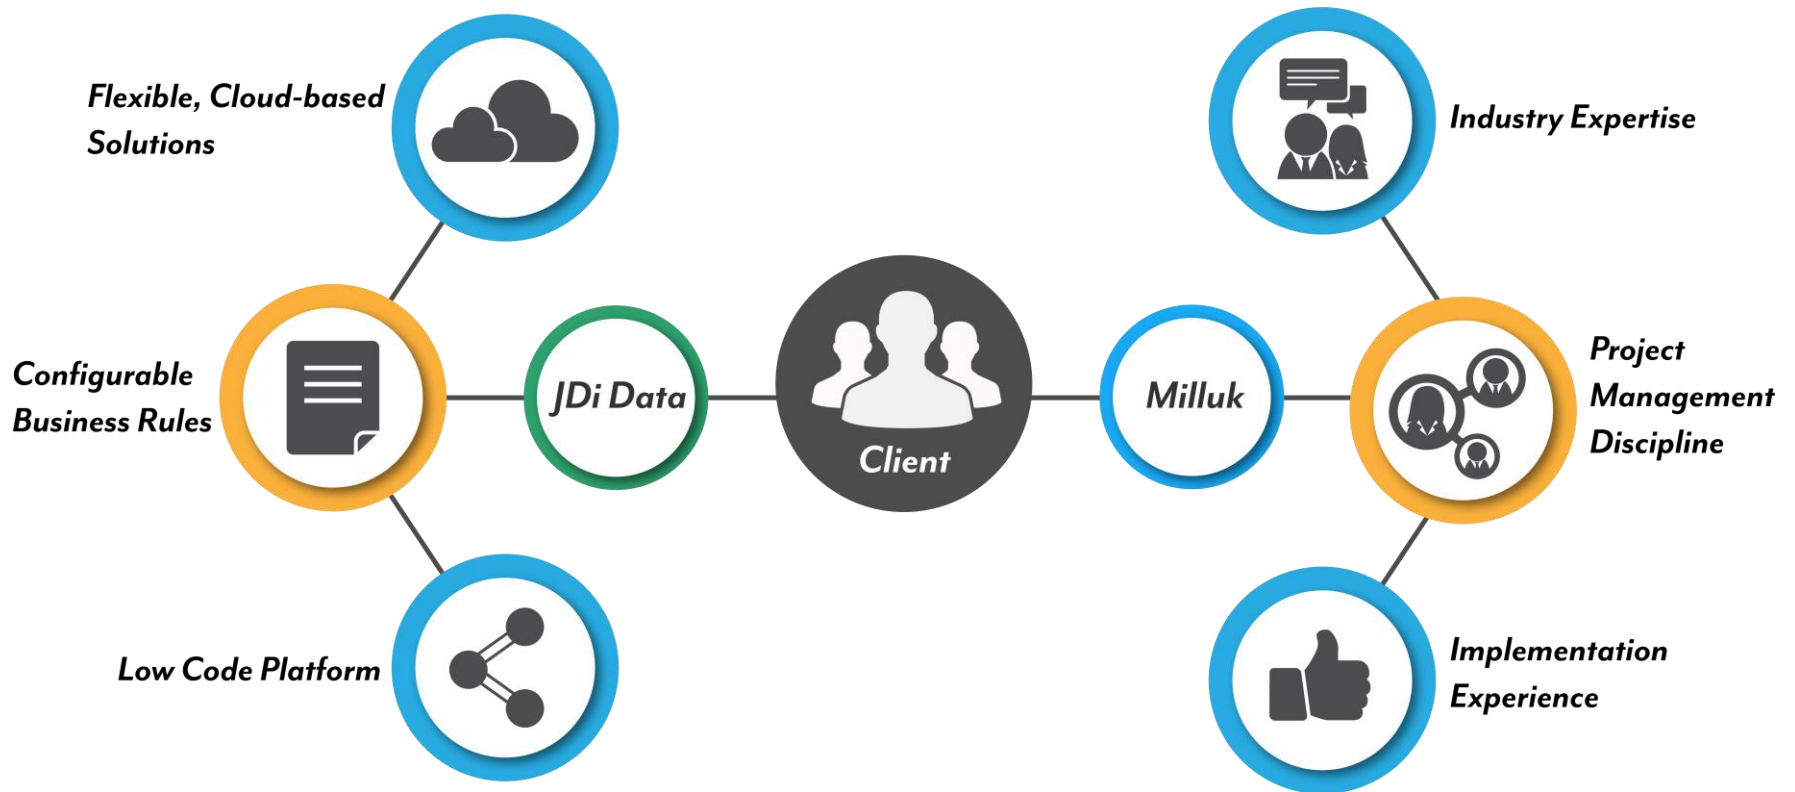 Flexible, Cloud-based
Solutions
Configurable
Business Rules
Low Code Platform
JDi Data
Client
Milluk
Industry Expertise
Project
Management
Discipline
Implementation
Experience